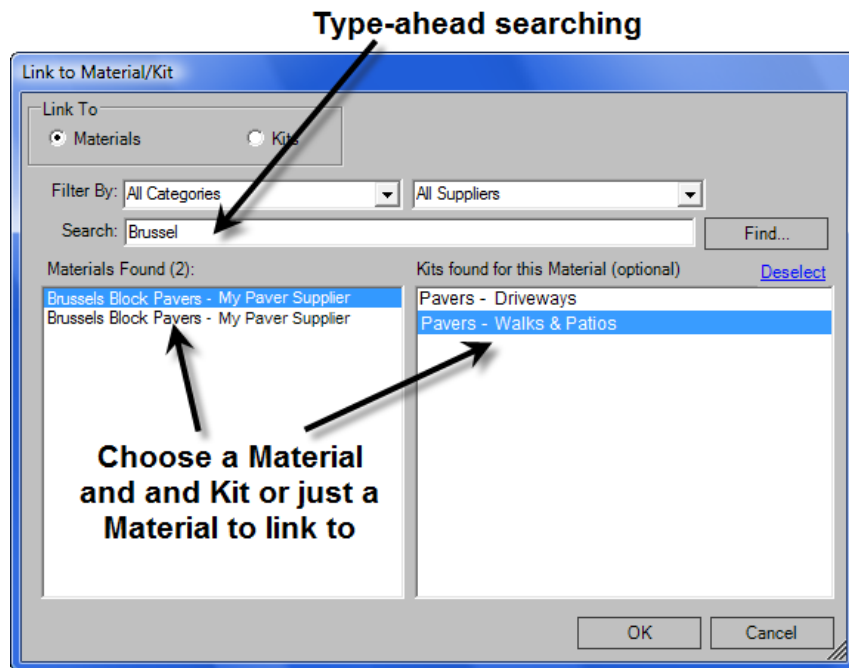 Type-ahead searching
Link to Material/Kit
Link To
Materials
Kits
Filter By: All Categories
All Suppliers
Search: Brussel
Find...
Materials Found (2):
Kits found for this Material (optional)
Deselect
Brussels Block Pavers - My Paver Supplier
Brussels Block Pavers - My Paver Supplier
Pavers - Driveways
Pavers - Walks & Patios
Choose a Material
and and Kit or just a
Material to link to
OK
Cancel